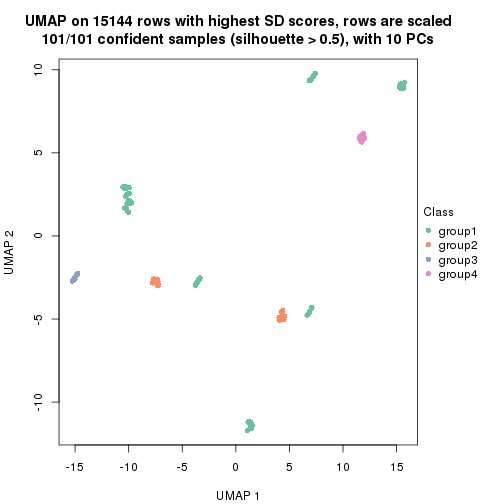 UMAP on 15144 rows with highest SD scores, rows are scaled
101/101 confident samples (silhouette > 0.5), with 10 PCs
10
5
0
-5
-10
UMAP 2
-15
-10
-5
0
5
10
15
UMAP 1
Class
group1
group2
group3
group4